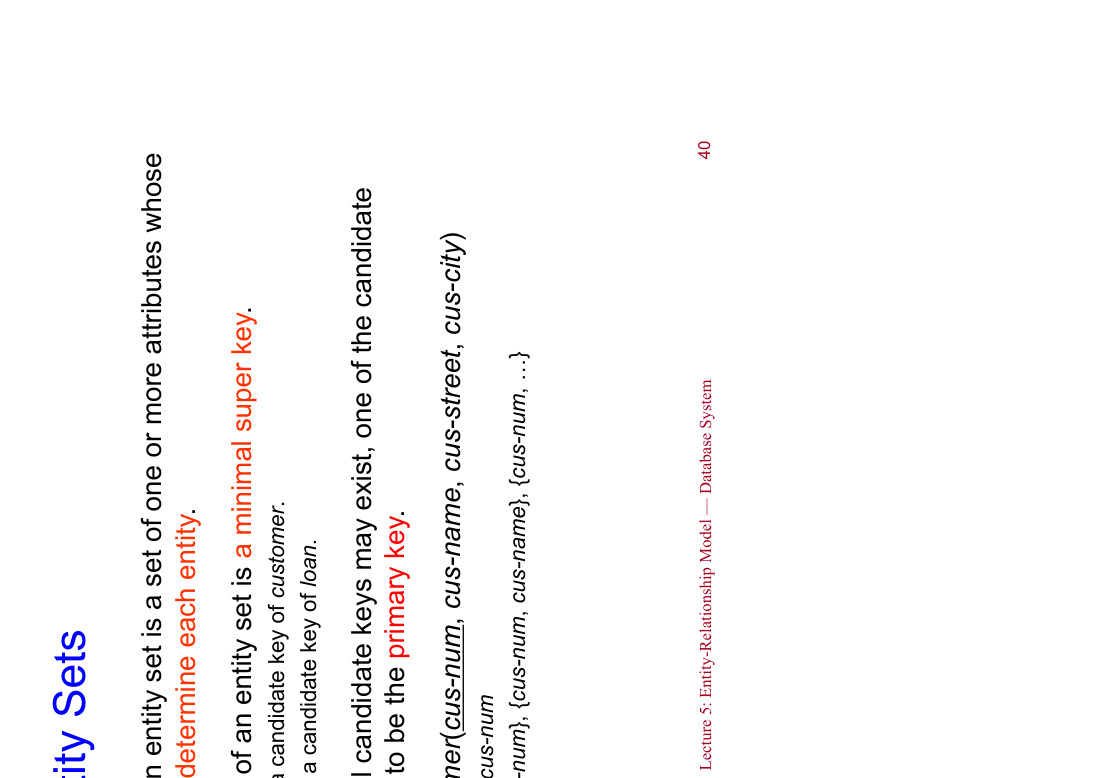 tity Sets
n entity set is a set of one or more attributes whose
determine each entity.
of an entity set is a minimal super key.
a candidate key of customer.
a candidate key of loan.
l candidate keys may exist, one of the candidate
to be the primary key.
mer(cus-num, cus-name, cus-street, cus-city)
cus-num
-num}, {cus-num, cus-name}, {cus-num, …}
Lecture 5: Entity-Relationship Model — Database System
40